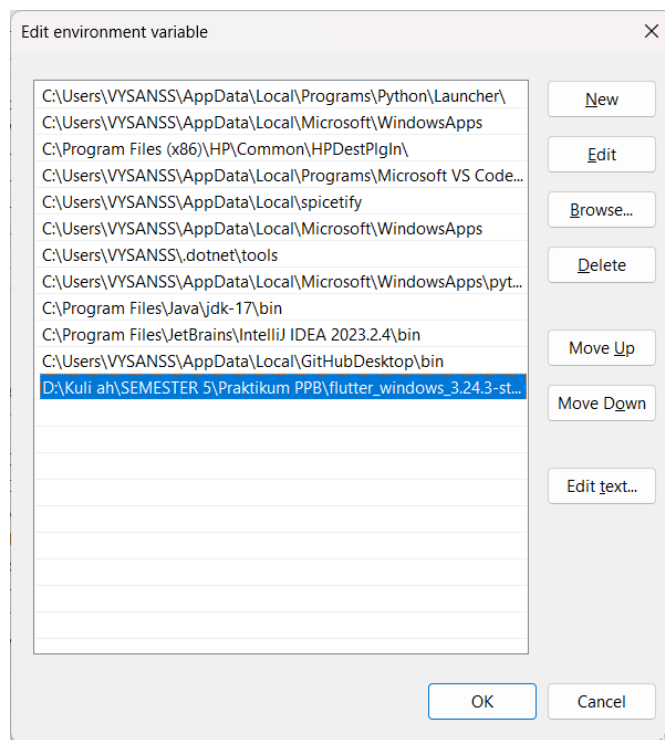 Edit environment variable
C:\Users\VYSANSS\AppData\Local\Programs\Python\Launcher\
C:\Users\VYSANSS\AppData\Local\Microsoft\WindowsApps
C:\Program Files (x86)\HP\Common\HPDestPlgIn\
C:\Users\VYSANSS\AppData\Local\Programs\Microsoft VS Code...
C:\Users\VYSANSS\AppData\Local\spicetify
C:\Users\VYSANSS\AppData\Local\Microsoft\WindowsApps
C:\Users\VYSANSS\.dotnet\tools
C:\Users\VYSANSS\AppData\Local\Microsoft\WindowsApps\pyt...
C:\Program Files\Java\jdk-17\bin
C:\Program Files\JetBrains\IntelliJ IDEA 2023.2.4\bin
C:\Users\VYSANSS\AppData\Local\GitHubDesktop\bin
D:\Kuli ah\SEMESTER 5\Praktikum PPB\flutter_windows_3.24.3-st...
New
Edit
Browse...
Delete
Move Up
Move Down
Edit text...
OK
Cancel